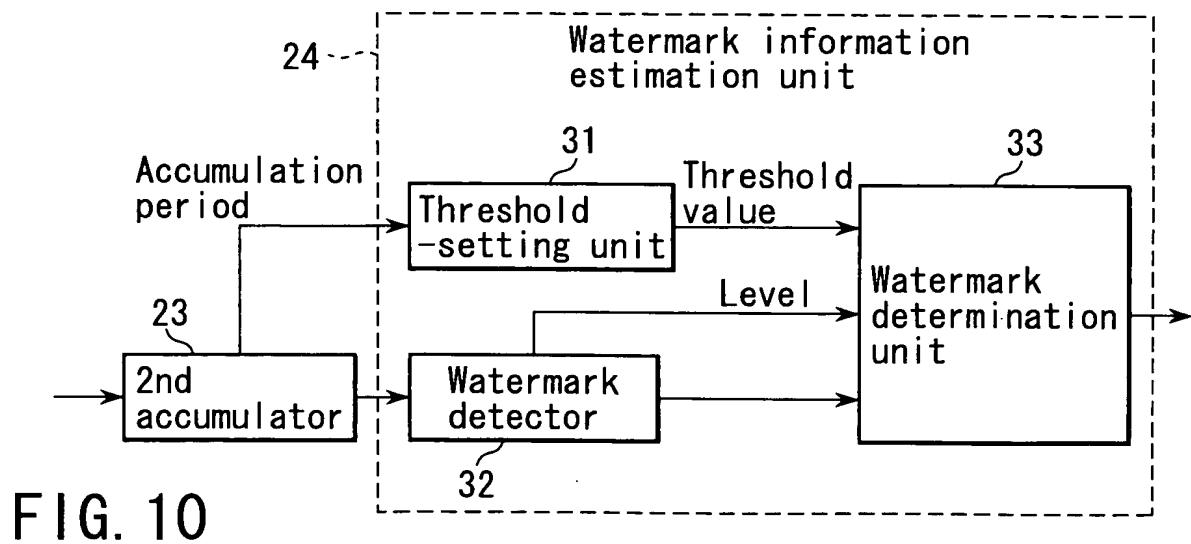 24
Watermark information
estimation unit
Accumulation
period
31
Threshold
-setting unit
Threshold
value
33
Level
Watermark
determination
unit
23
2nd
accumulator
Watermark
detector
32
FIG. 10